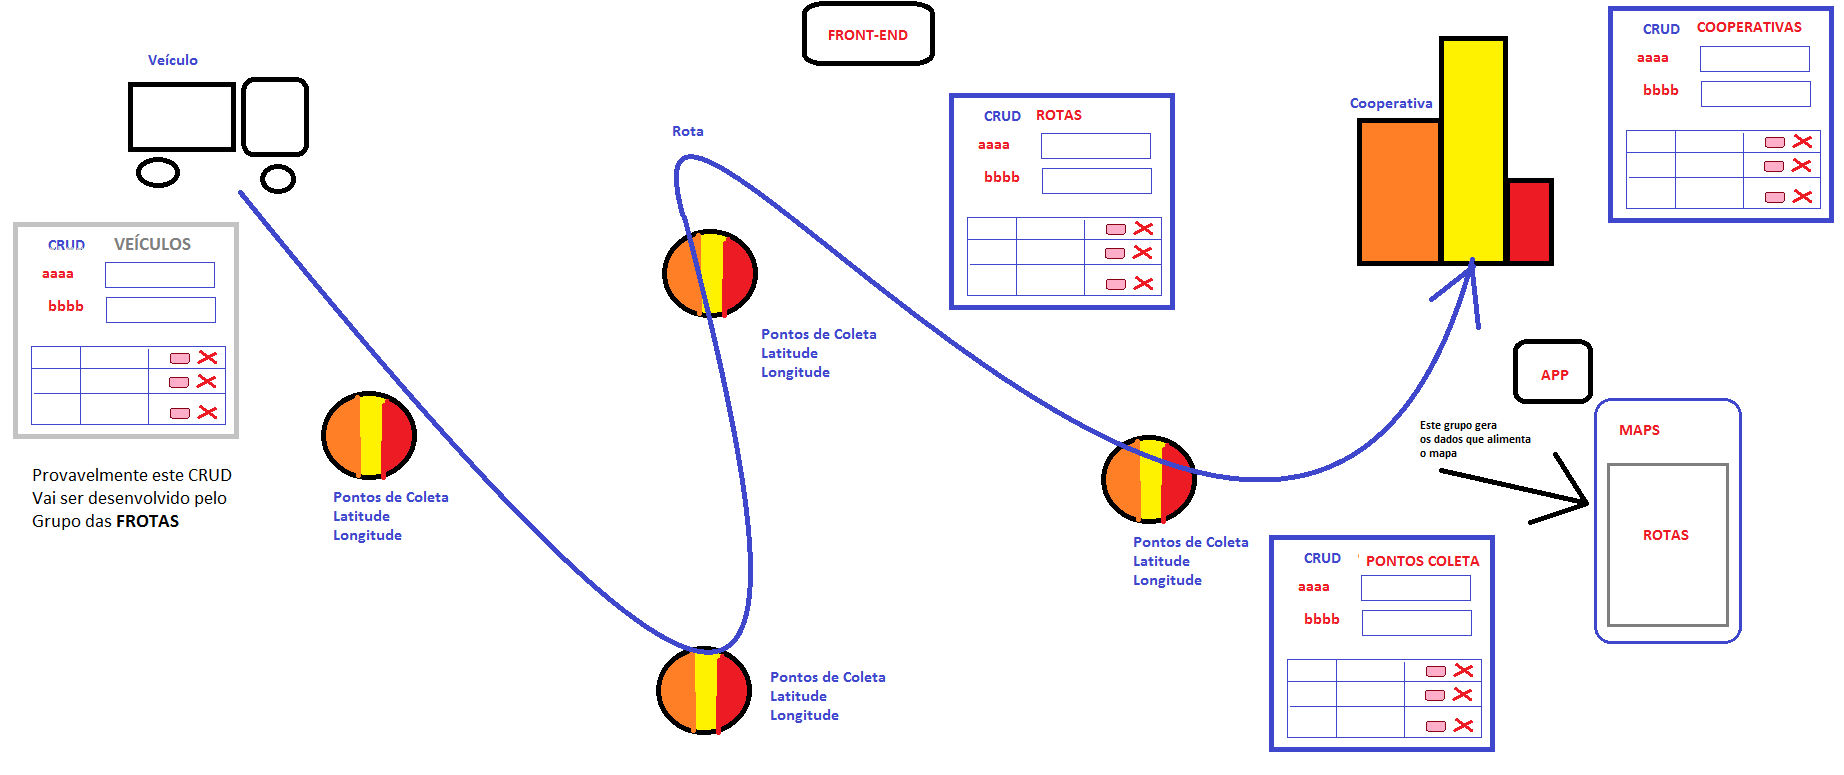 FRONT-END
Veículo
Rota
CRUD VEÍCULOS
aaaa
bbbb
Provavelmente este CRUD
Vai ser desenvolvido pelo
Grupo das FROTAS
Pontos de Coleta
Latitude
Longitude
Pontos de Coleta
Latitude
Longitude
Pontos de Coleta
Latitude
Longitude
CRUD ROTAS
aaaa
bbbb
Cooperativa
CRUD COOPERATIVAS
aaaa
bbbb
Pontos de Coleta
Latitude
Longitude
CRUD PONTOS COLETA
aaaa
bbbb
APP
Este grupo gera
os dados que alimenta
o mapa
MAPS
ROTAS